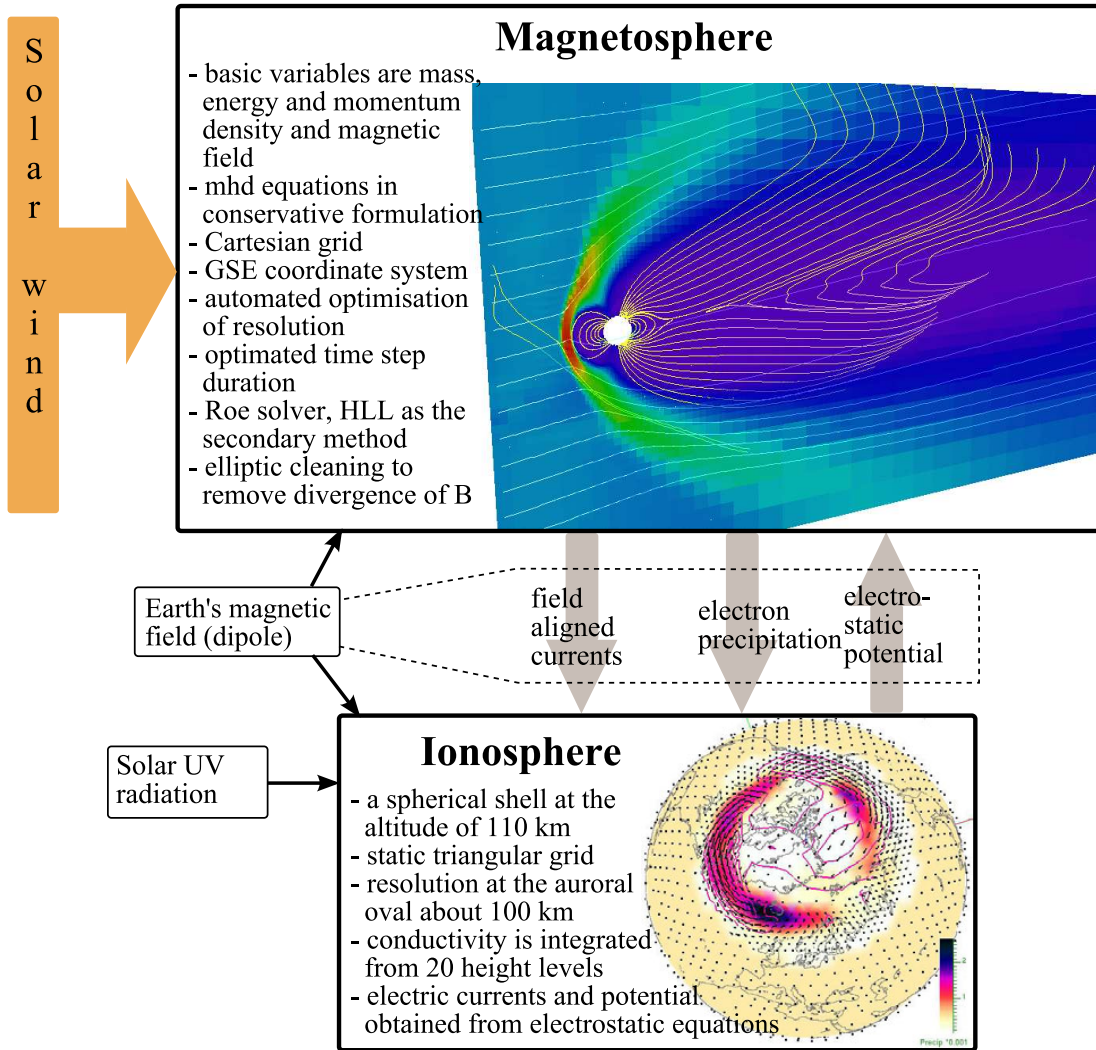 Solar wind
Magnetosphere
- basic variables are mass,
energy and momentum
density and magnetic
field
- mhd equations in
conservative formulation
- Cartesian grid
- GSE coordinate system
- automated optimisation
of resolution
- optimated time step
duration
- Roe solver, HLL as the
secondary method
- elliptic cleaning to
remove divergence of B
Earth's magnetic
field (dipole)
field
aligned
currents
electron
precipitation
electro-
static
potential
Solar UV
radiation
Ionosphere
- a spherical shell at the
altitude of 110 km
- static triangular grid
- resolution at the auroral
oval about 100 km
- conductivity is integrated
from 20 height levels
- electric currents and potential
obtained from electrostatic equations
2
1
Precip *0.001